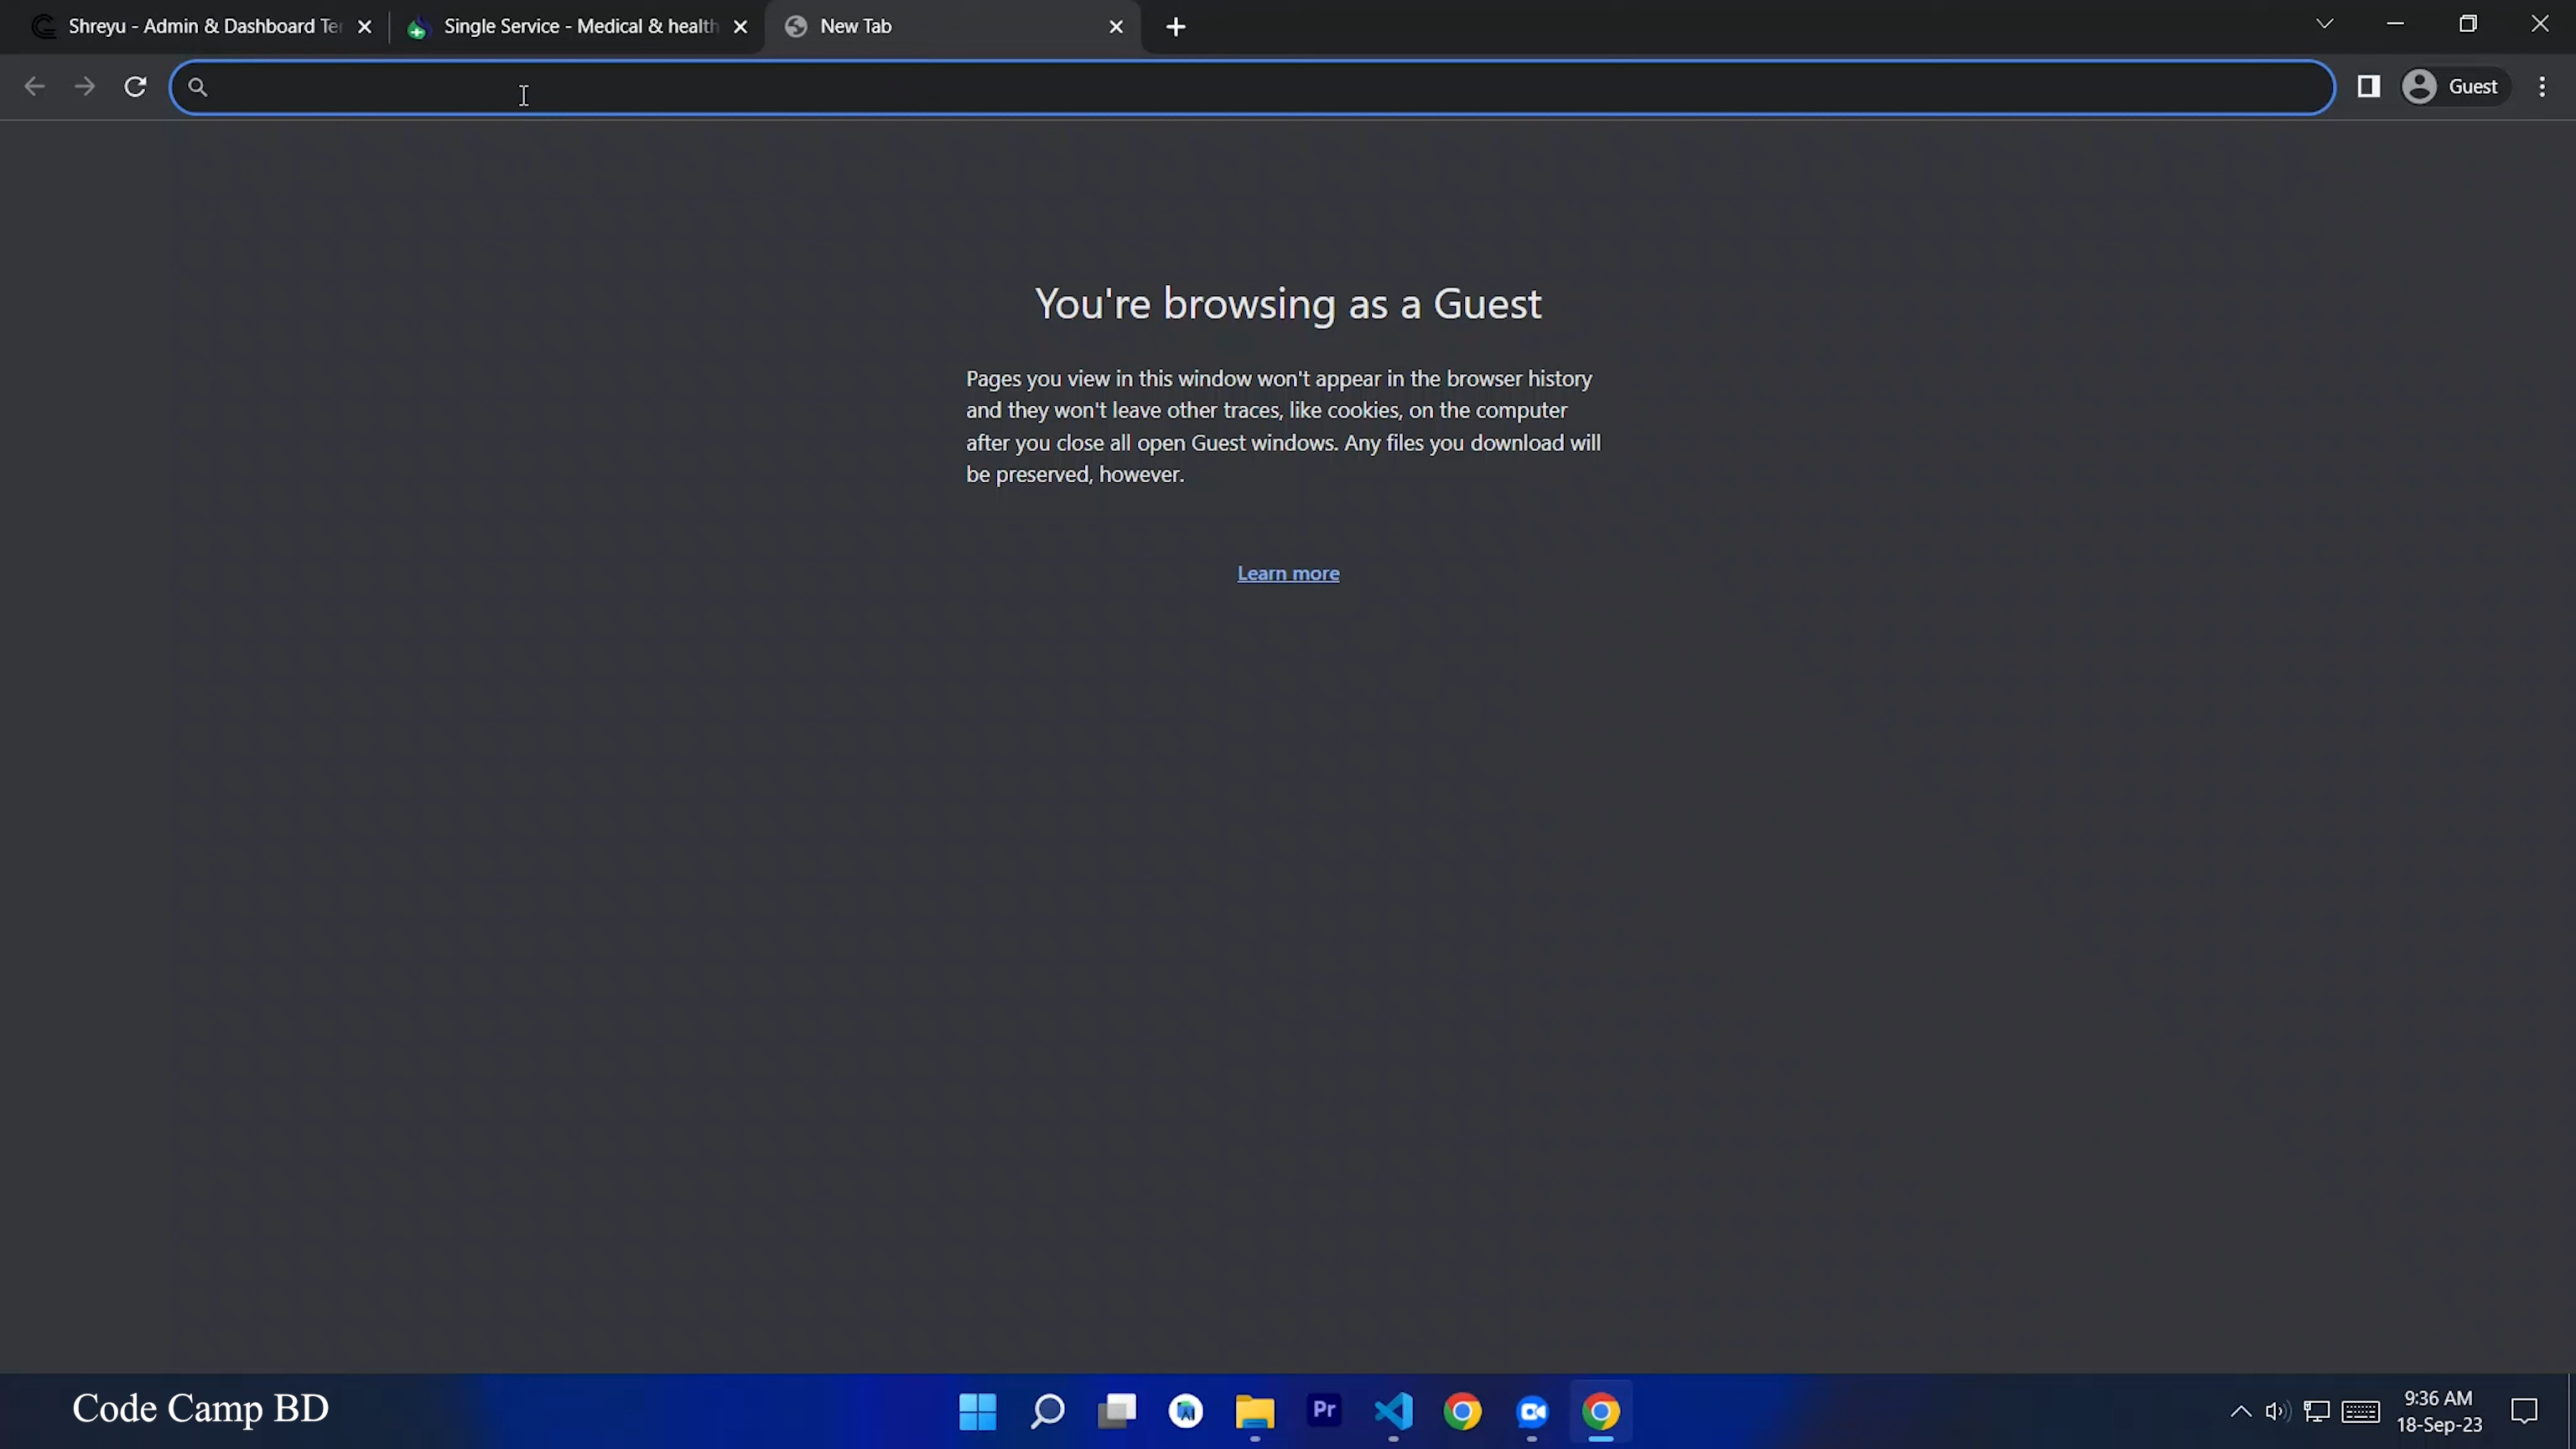 Shreyu - Admin & Dashboard Te
Single Service - Medical & health
New Tab
Guest
You're browsing as a Guest
Pages you view in this window won't appear in the browser history
and they won't leave other traces, like cookies, on the computer
after you close all open Guest windows. Any files you download will
be preserved, however.
Learn more
Code Camp BD
Pr
9:36 AM
18-Sep-23